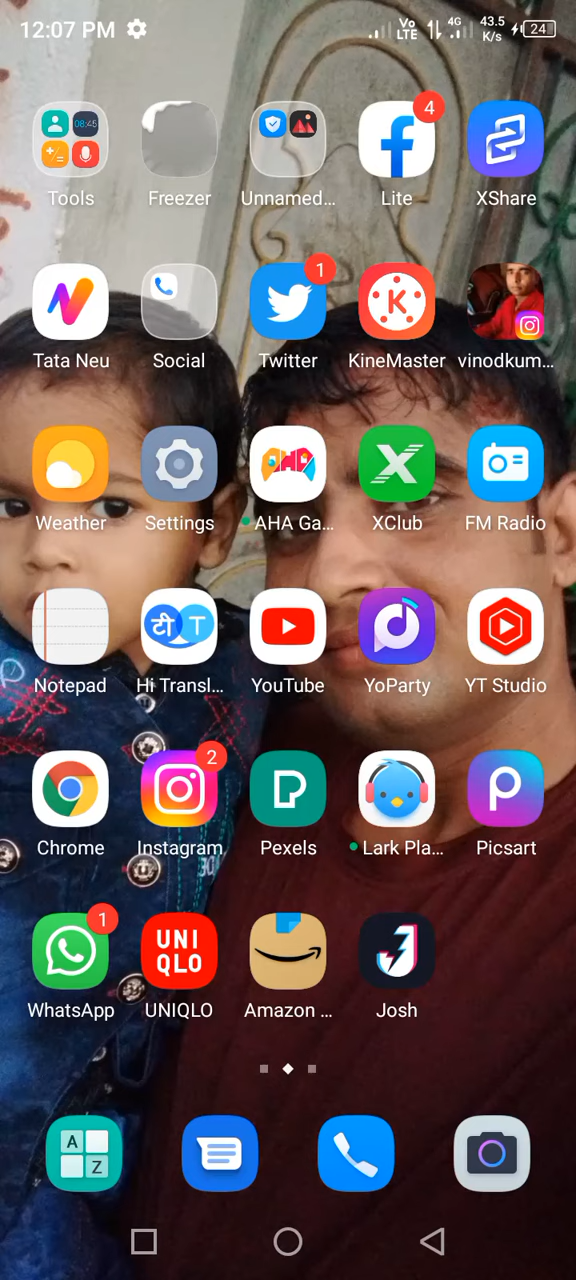 12:07 PM Vo LTE 4G 43.5 K/s 24
08:45
4
Tools Freezer Unnamed... Lite XShare
1
Tata Neu Social Twitter KineMaster vinodkum...
Weather Settings AHA Ga... XClub FM Radio
टी T
Notepad Hi Transl... YouTube YoParty YT Studio
2
Chrome Instagram Pexels Lark Pla... Picsart
1
UNI
QLO
WhatsApp UNIQLO Amazon ... Josh
A
Z